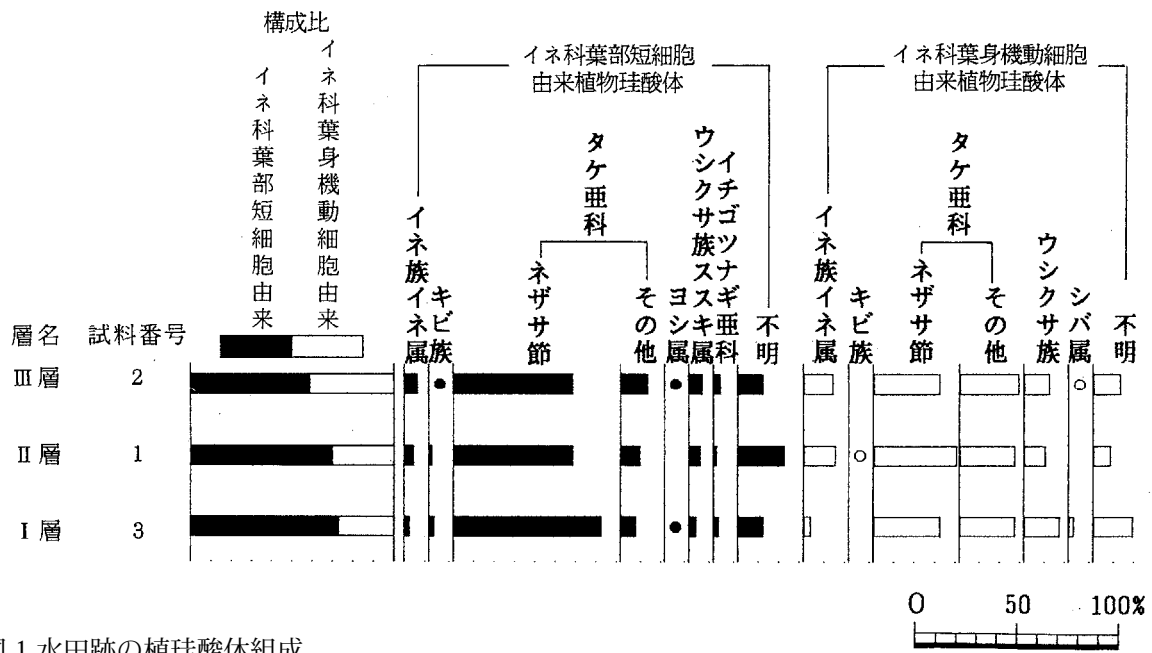 構成比
イネ科葉部短細胞由来
イネ科葉身機動細胞由来
イネ科葉部短細胞
由来植物珪酸体
イネ族イネ属
キビ族
タケ亜科
ネザサ節
その他
ヨシ属
ウシクサ族ススキ属
イチゴツナギ亜科
不明
イネ科葉身機動細胞
由来植物珪酸体
イネ族イネ属
キビ族
タケ亜科
ネザサ節
その他
ウシクサ族
シバ属
不明
層名 試料番号
Ⅲ層 2
Ⅱ層 1
Ⅰ層 3
0 50 100%
1 水田跡の植珪酸体組成